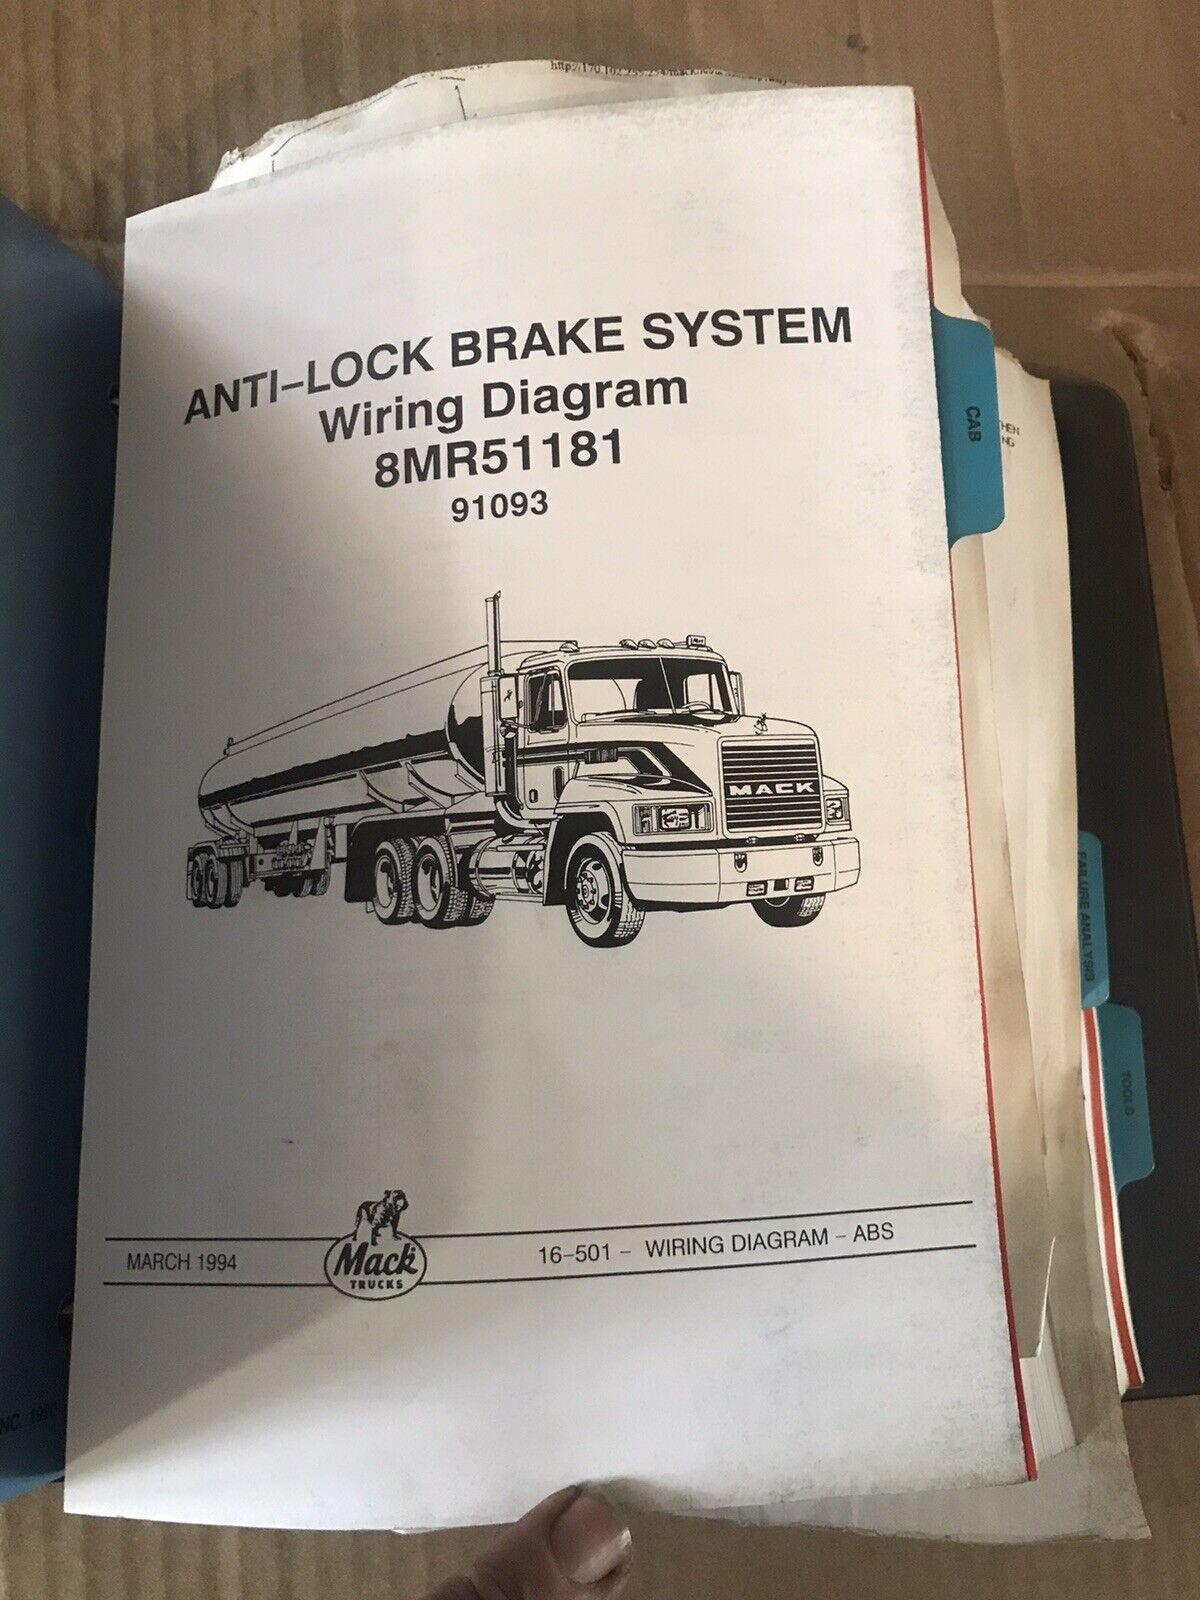 ANTI–LOCK BRAKE SYSTEM
Wiring Diagram
8MR51181
91093
CAB
MACK
FAILURE ANALYSIS
TOOLS
MARCH 1994
Mack
TRUCKS
16–501 – WIRING DIAGRAM – ABS